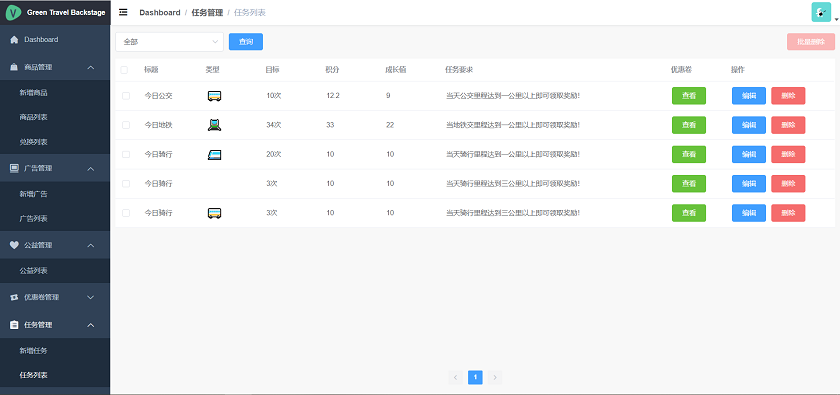 Green Travel Backstage
Dashboard / 任务管理 / 任务列表
Dashboard
商品管理
新增商品
商品列表
兑换列表
广告管理
新增广告
广告列表
公益管理
公益列表
优惠卷管理
任务管理
新增任务
任务列表
全部 查询 批量删除
标题 类型 目标 积分 成长值 任务要求 优惠卷 操作
今日公交 10次 12.2 9 当天公交里程达到一公里以上即可领取奖励! 查看 编辑 删除
今日地铁 34次 33 22 当地铁交里程达到一公里以上即可领取奖励! 查看 编辑 删除
今日骑行 20次 10 10 当天骑行里程达到一公里以上即可领取奖励! 查看 编辑 删除
今日骑行 3次 10 10 当天骑行里程达到三公里以上即可领取奖励! 查看 编辑 删除
今日骑行 3次 10 10 当天骑行里程达到三公里以上即可领取奖励! 查看 编辑 删除
1